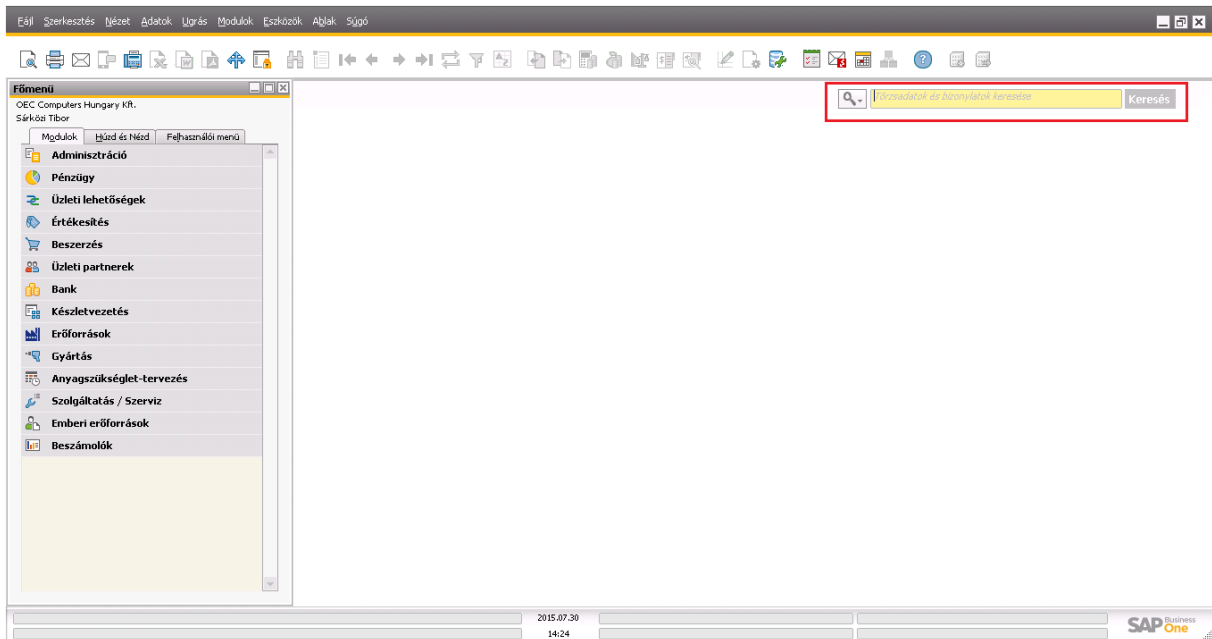 Fájl Szerkesztés Nézet Adatok Ugrás Modulok Eszközök Ablak Súgó
Főmenü
OEC Computers Hungary Kft.
Sárközi Tibor
Modulok Húzd és Nézd Felhasználói menü
Törzsadatok és bizonylatok keresése Keresés
Adminisztráció
Pénzügy
Üzleti lehetőségek
Értékesítés
Beszerzés
Üzleti partnerek
Bank
Készletvezetés
Erőforrások
Gyártás
Anyagszükséglet-tervezés
Szolgáltatás / Szerviz
Emberi erőforrások
Beszámolók
2015.07.30
14:24
SAP Business One